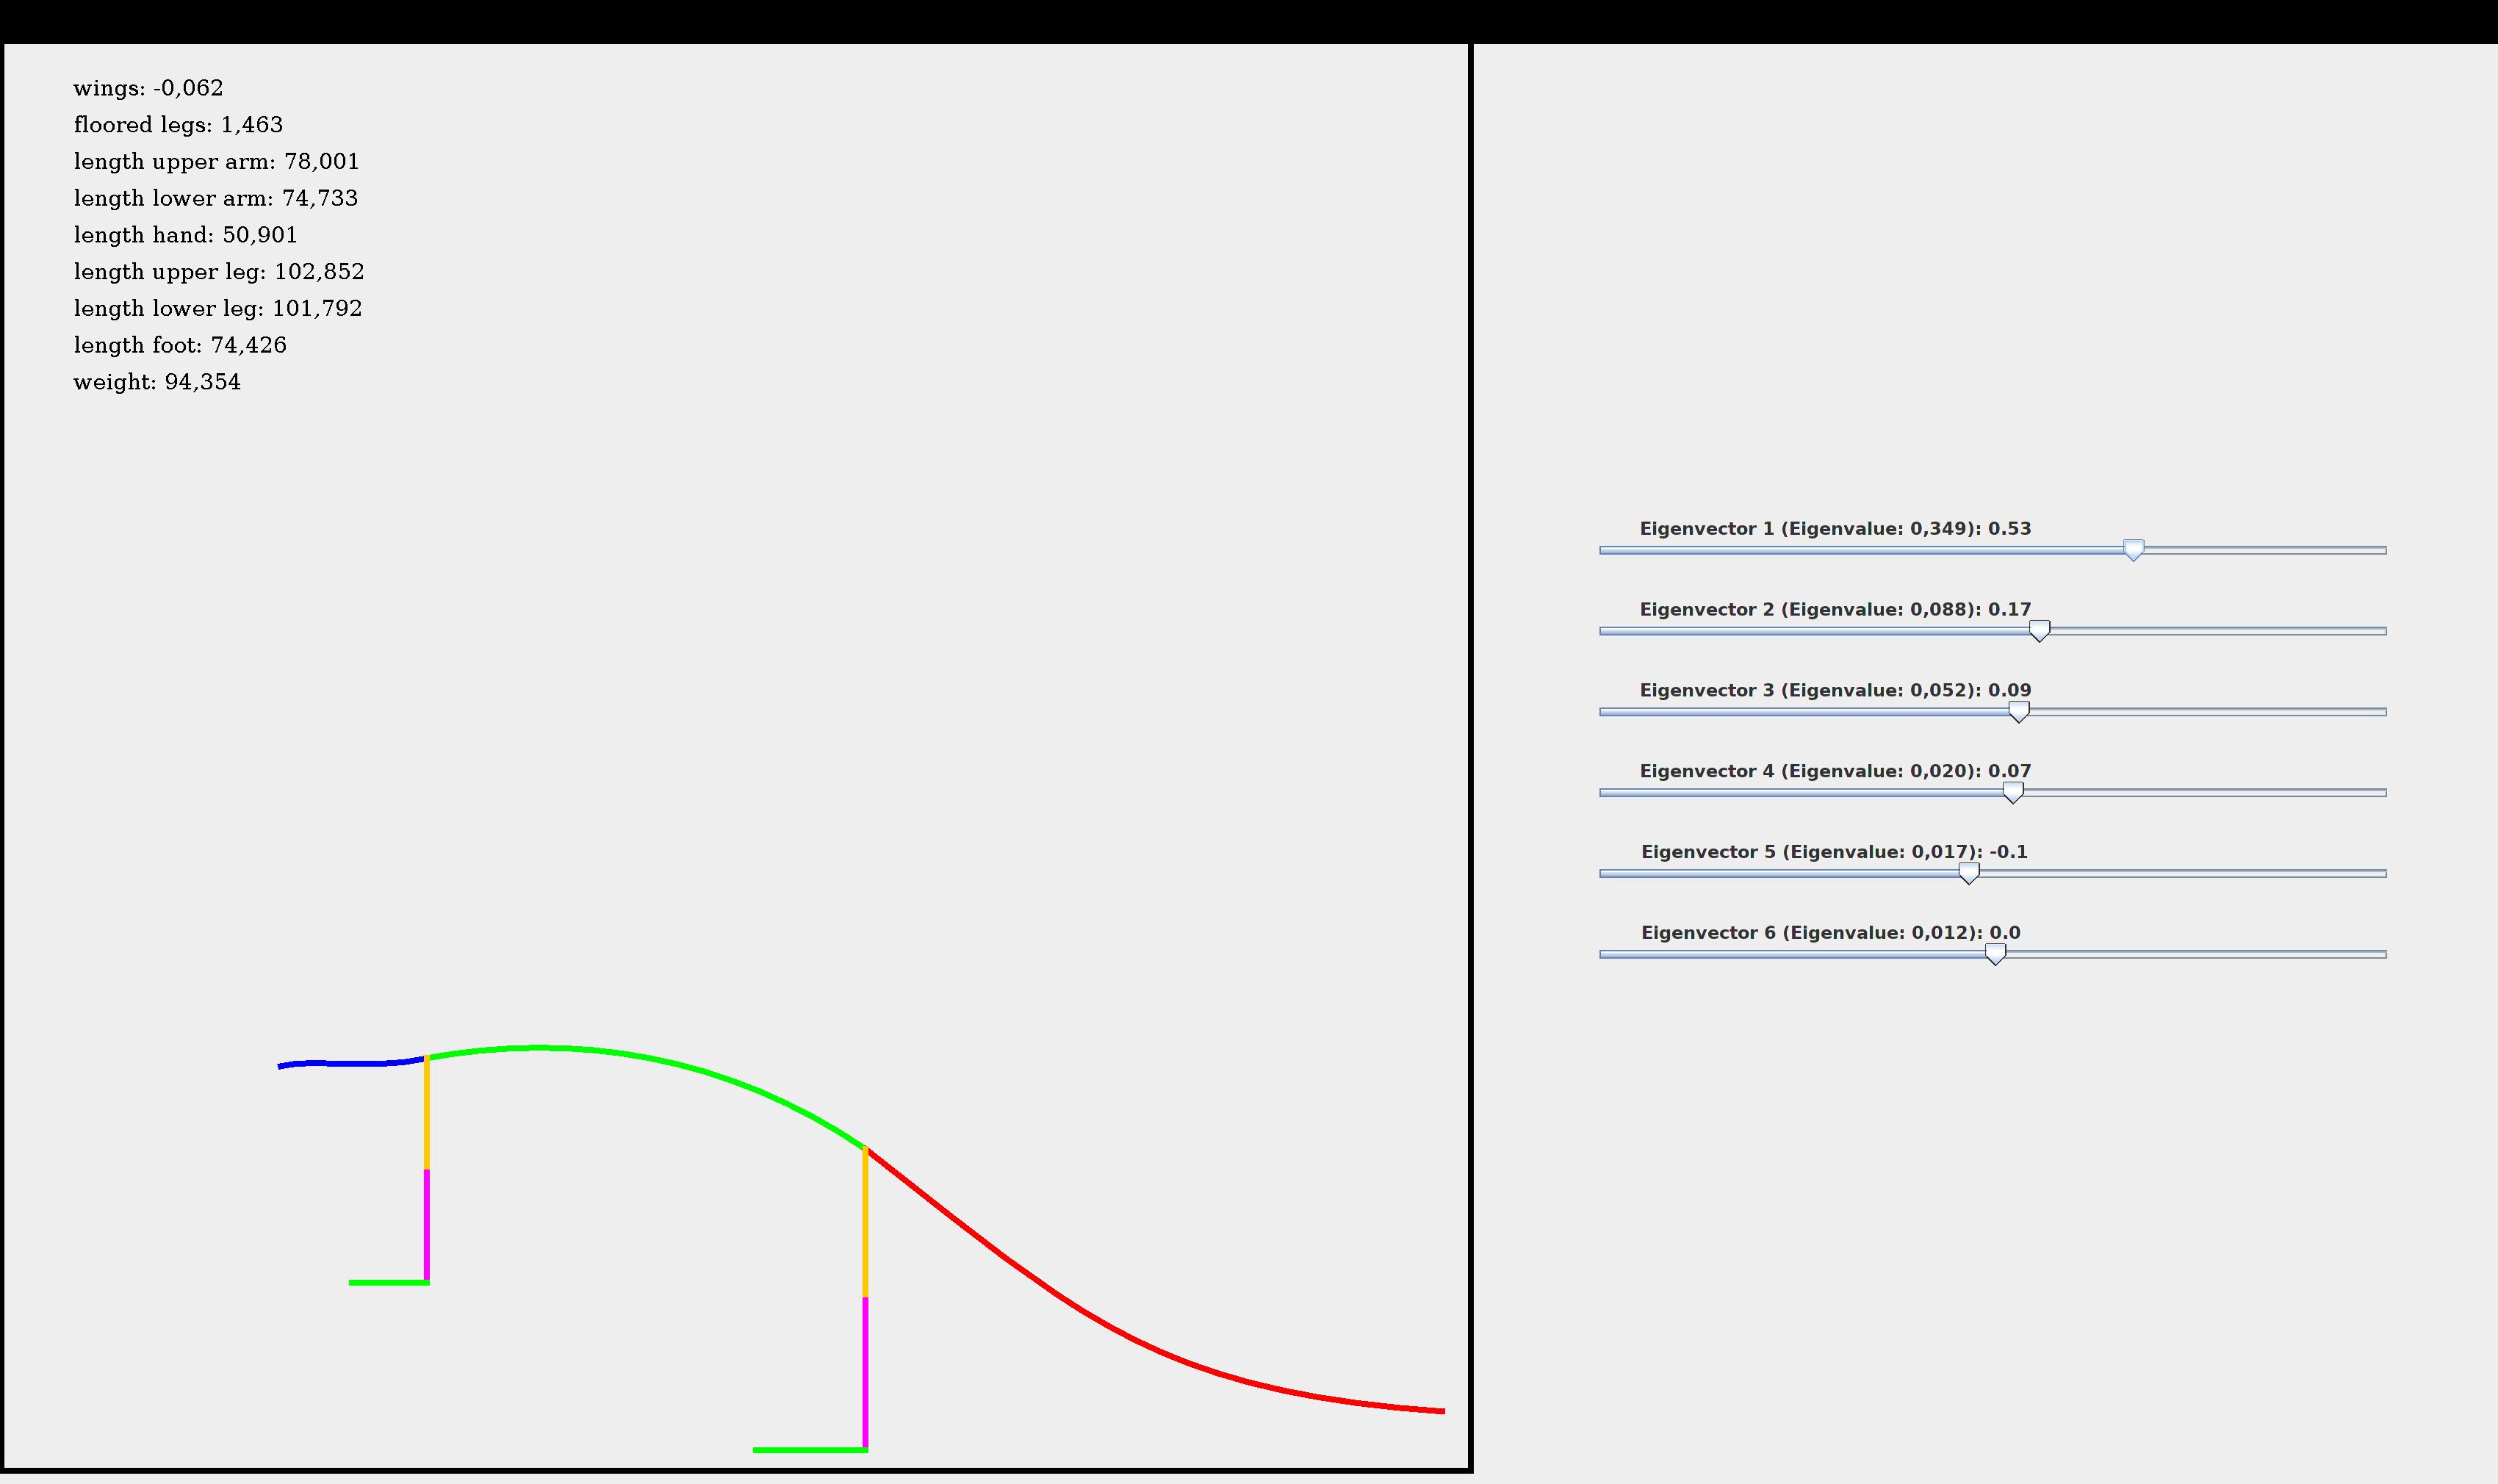 wings: -0,062
floored legs: 1,463
length upper arm: 78,001
length lower arm: 74,733
length hand: 50,901
length upper leg: 102,852
length lower leg: 101,792
length foot: 74,426
weight: 94,354
Eigenvector 1 (Eigenvalue: 0,349): 0.53
Eigenvector 2 (Eigenvalue: 0,088): 0.17
Eigenvector 3 (Eigenvalue: 0,052): 0.09
Eigenvector 4 (Eigenvalue: 0,020): 0.07
Eigenvector 5 (Eigenvalue: 0,017): -0.1
Eigenvector 6 (Eigenvalue: 0,012): 0.0